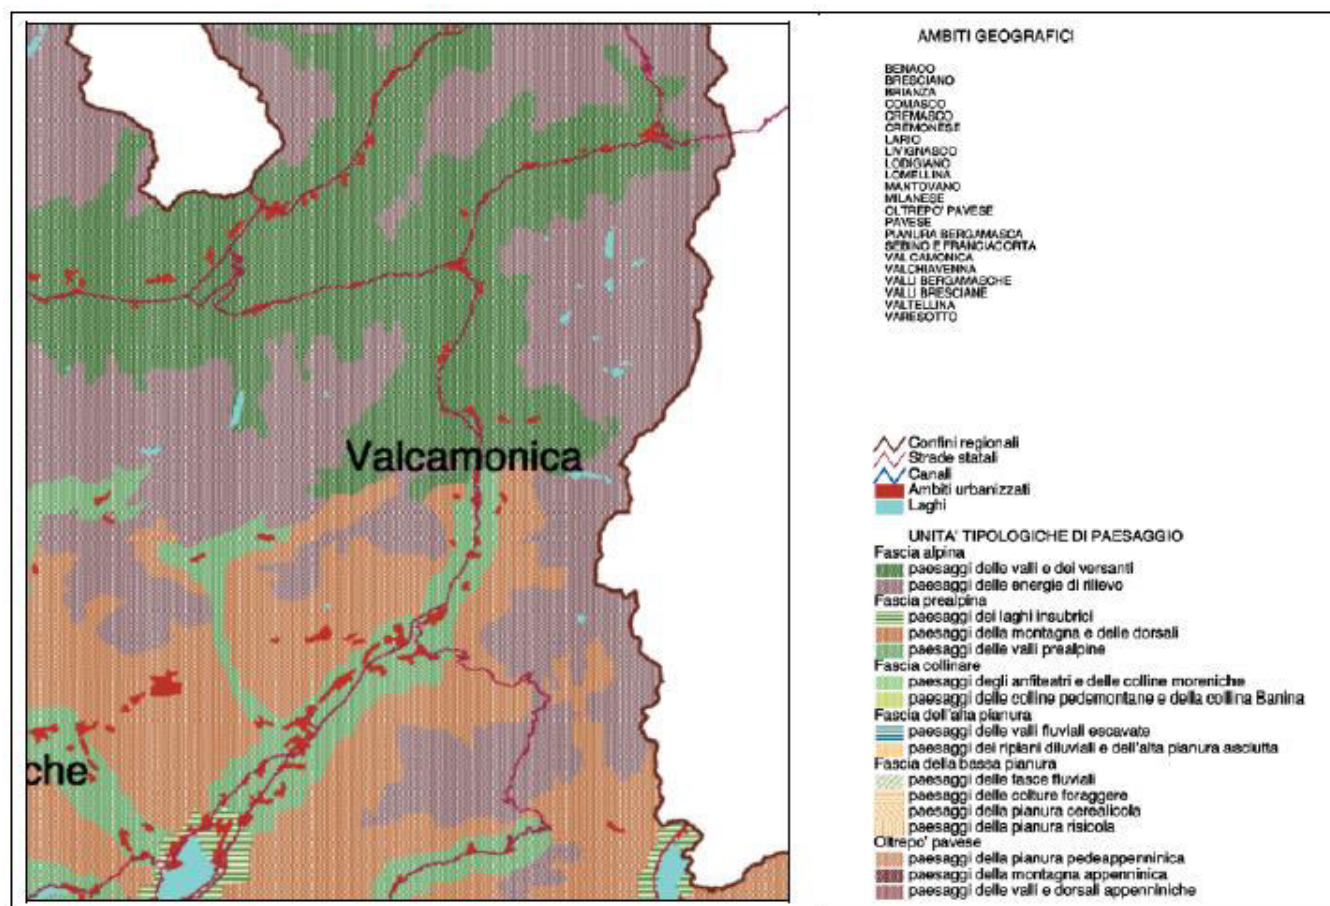 Valcamonica
che
AMBITI GEOGRAFICI
BENACO
BRESCIANO
BRIANZA
COMASCO
CREMASCO
CREMONESE
LARIO
LIVIGNASCO
LODIGIANO
LOMELLINA
MANTOVANO
MILANESE
OLTREPO' PAVESE
PAVESE
PIANURA BERGAMASCA
SEBINO E FRANCIACORTA
VAL CAMONICA
VALCHIAVENNA
VALLI BERGAMASCHE
VALLI BRESCIANE
VALTELLINA
VARESOTTO
Confini regionali
Strade statali
Canali
Ambiti urbanizzati
Laghi
UNITA' TIPOLOGICHE DI PAESAGGIO
Fascia alpina
paesaggi delle valli e dei versanti
paesaggi delle energie di rilievo
Fascia prealpina
paesaggi dei laghi insubrici
paesaggi della montagna e delle dorsali
paesaggi delle valli prealpine
Fascia collinare
paesaggi degli anfiteatri e delle colline moreniche
paesaggi delle colline pedemontane e della collina Banina
Fascia dell'alta pianura
paesaggi delle valli fluviali escavate
paesaggi dei ripiani diluviali e dell'alta pianura asciutta
Fascia della bassa pianura
paesaggi delle fasce fluviali
paesaggi delle colture foraggere
paesaggi della pianura cerealicola
paesaggi della pianura risicola
Oltrepo' pavese
paesaggi della pianura pedeappenninica
paesaggi della montagna appenninica
paesaggi delle valli e dorsali appenniniche